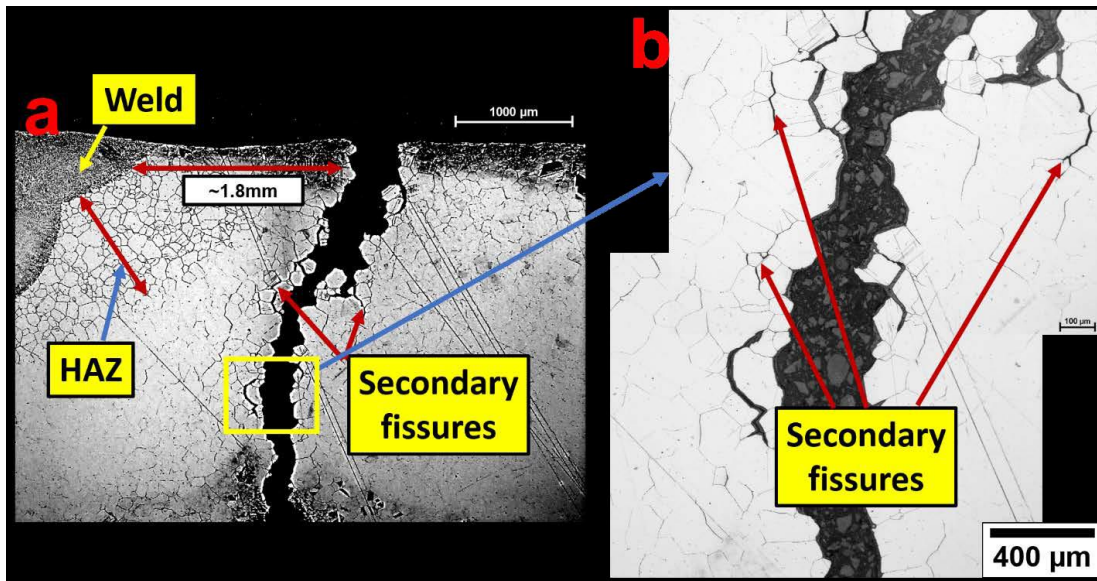 a
Weld
1000 µm
~1.8mm
HAZ
Secondary
fissures
b
100 µm
Secondary
fissures
400 µm